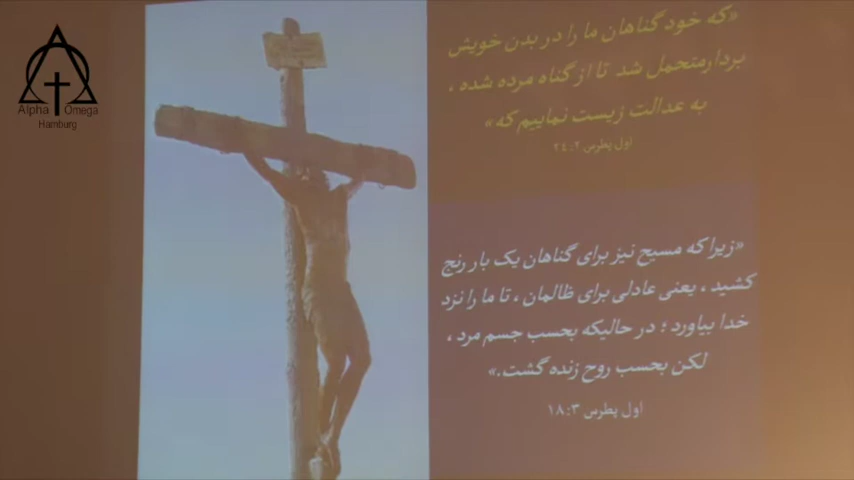 Alpha Omega
Hamburg
«که خود گناهان ما را در بدن خویش
بردار متحمل شد تا از گناه مرده شده ،
به عدالت زیست نماییم که»
اول پطرس ۲:۲۴
«زیرا که مسیح نیز برای گناهان یک بار رنج
کشید ، یعنی عادلی برای ظالمان ، تا ما را نزد
خدا بیاورد ؛ در حالیکه بحسب جسم مرد ،
لکن بحسب روح زنده گشت.»
اول پطرس ۳:۱۸